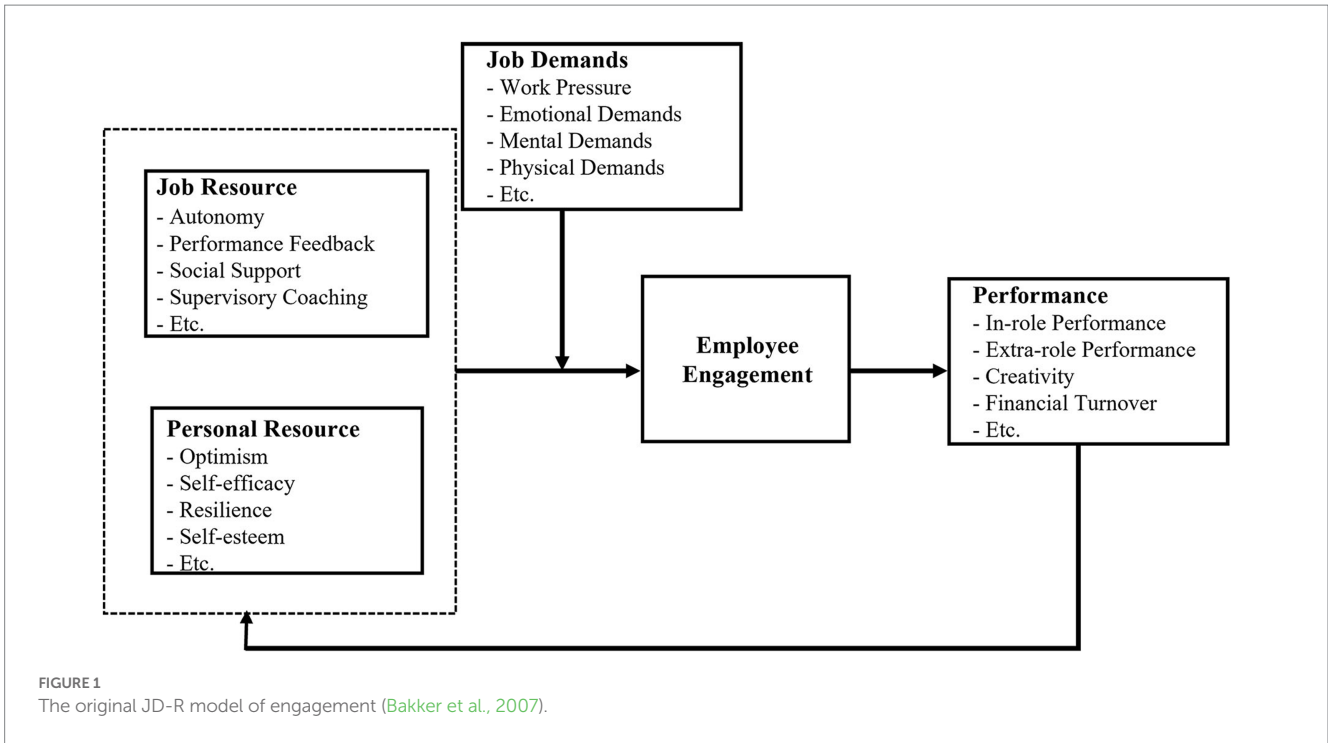 Job Demands
- Work Pressure
- Emotional Demands
- Mental Demands
- Physical Demands
- Etc.
Job Resource
- Autonomy
- Performance Feedback
- Social Support
- Supervisory Coaching
- Etc.
Personal Resource
- Optimism
- Self-efficacy
- Resilience
- Self-esteem
- Etc.
Employee
Engagement
Performance
- In-role Performance
- Extra-role Performance
- Creativity
- Financial Turnover
- Etc.
FIGURE 1
The original JD-R model of engagement (Bakker et al., 2007).